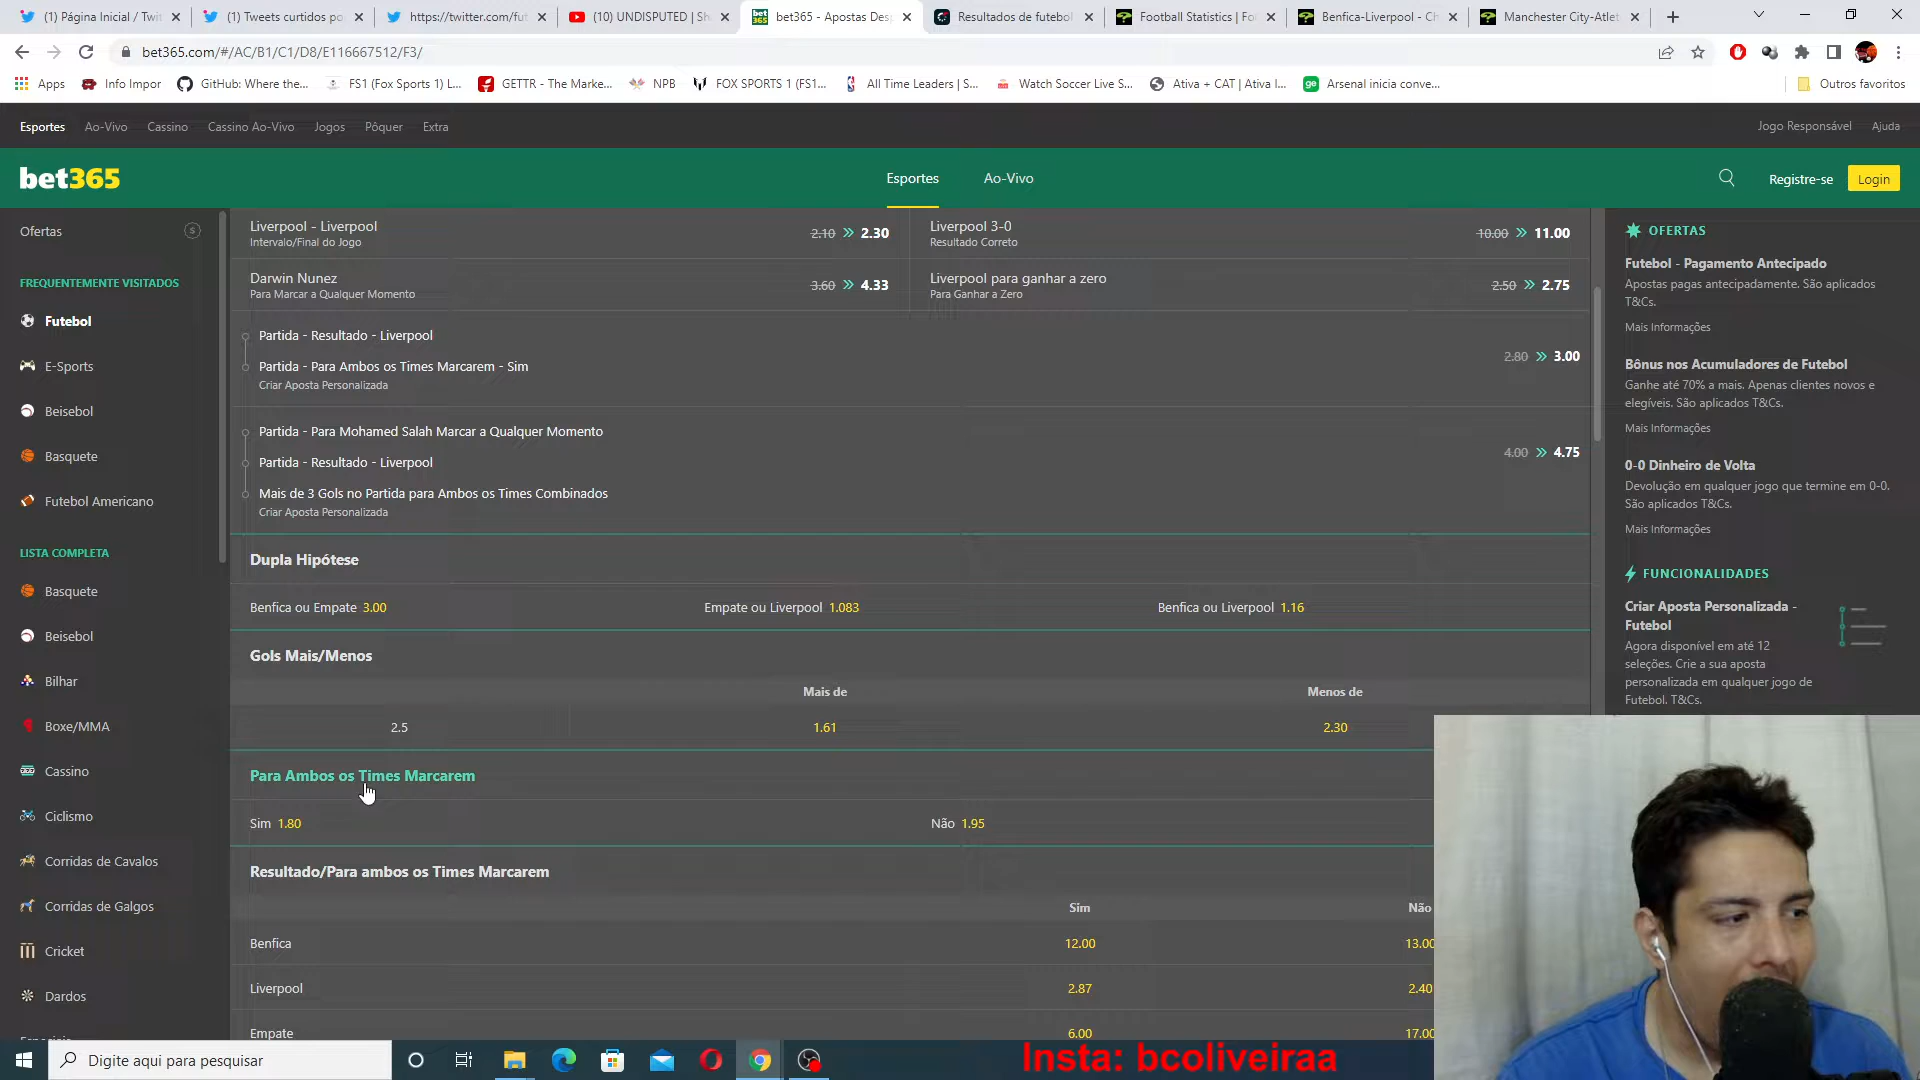 (1) Página Inicial / Twit
(1) Tweets curtidos po
https://twitter.com/fut
(10) UNDISPUTED | Sh
bet365 - Apostas Des
Resultados de futebol
Football Statistics | Fo
Benfica-Liverpool - Ch
Manchester City-Atlet
bet365.com/#/AC/B1/C1/D8/E116667512/F3/
Apps
Info Impor
GitHub: Where the...
FS1 (Fox Sports 1) L...
GETTR - The Marke...
NPB
FOX SPORTS 1 (FS1...
All Time Leaders | S...
Watch Soccer Live S...
Ativa + CAT | Ativa I...
Arsenal inicia conve...
Outros favoritos
Esportes
Ao-Vivo
Cassino
Cassino Ao-Vivo
Jogos
Pôquer
Extra
Jogo Responsável
Ajuda
bet365
Esportes
Ao-Vivo
Registre-se
Login
Ofertas
FREQUENTEMENTE VISITADOS
Futebol
E-Sports
Beisebol
Basquete
Futebol Americano
LISTA COMPLETA
Basquete
Beisebol
Bilhar
Boxe/MMA
Cassino
Ciclismo
Corridas de Cavalos
Corridas de Galgos
Cricket
Dardos
Liverpool - Liverpool
Intervalo/Final do Jogo
2.10 » 2.30
Liverpool 3-0
Resultado Correto
10.00 » 11.00
Darwin Nunez
Para Marcar a Qualquer Momento
3.60 » 4.33
Liverpool para ganhar a zero
Para Ganhar a Zero
2.50 » 2.75
Partida - Resultado - Liverpool
Partida - Para Ambos os Times Marcarem - Sim
Criar Aposta Personalizada
2.80 » 3.00
Partida - Para Mohamed Salah Marcar a Qualquer Momento
Partida - Resultado - Liverpool
Mais de 3 Gols no Partida para Ambos os Times Combinados
Criar Aposta Personalizada
4.00 » 4.75
Dupla Hipótese
Benfica ou Empate 3.00
Empate ou Liverpool 1.083
Benfica ou Liverpool 1.16
Gols Mais/Menos
Mais de
Menos de
2.5
1.61
2.30
Para Ambos os Times Marcarem
Sim 1.80
Não 1.95
Resultado/Para ambos os Times Marcarem
Sim
Não
Benfica
12.00
13.00
Liverpool
2.87
2.40
Empate
6.00
17.00
OFERTAS
Futebol - Pagamento Antecipado
Apostas pagas antecipadamente. São aplicados
T&Cs.
Mais Informações
Bônus nos Acumuladores de Futebol
Ganhe até 70% a mais. Apenas clientes novos e
elegíveis. São aplicados T&Cs.
Mais Informações
0-0 Dinheiro de Volta
Devolução em qualquer jogo que termine em 0-0.
São aplicados T&Cs.
Mais Informações
FUNCIONALIDADES
Criar Aposta Personalizada -
Futebol
Agora disponível em até 12
seleções. Crie a sua aposta
personalizada em qualquer jogo de
Futebol. T&Cs.
Digite aqui para pesquisar
Insta: bcoliveiraa